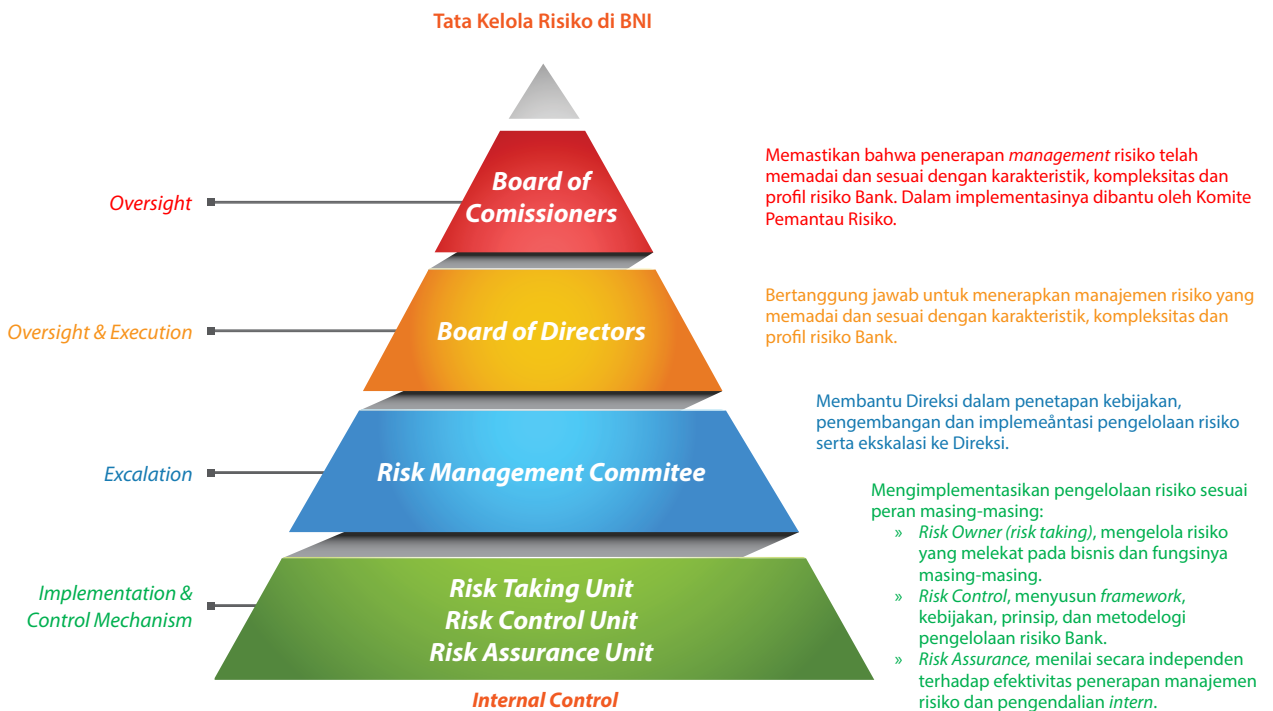 Tata Kelola Risiko di BNI
Oversight
Board of
Comissioners
Memastikan bahwa penerapan management risiko telah
memadai dan sesuai dengan karakteristik, kompleksitas dan
profil risiko Bank. Dalam implementasinya dibantu oleh Komite
Pemantau Risiko.
Oversight & Execution
Board of Directors
Bertanggung jawab untuk menerapkan manajemen risiko yang
memadai dan sesuai dengan karakteristik, kompleksitas dan
profil risiko Bank.
Excalation
Risk Management Commitee
Membantu Direksi dalam penetapan kebijakan,
pengembangan dan implemeåntasi pengelolaan risiko
serta ekskalasi ke Direksi.
Implementation &
Control Mechanism
Risk Taking Unit
Risk Control Unit
Risk Assurance Unit
Mengimplementasikan pengelolaan risiko sesuai
peran masing-masing:
» Risk Owner (risk taking), mengelola risiko
yang melekat pada bisnis dan fungsinya
masing-masing.
» Risk Control, menyusun framework,
kebijakan, prinsip, dan metodelogi
pengelolaan risiko Bank.
» Risk Assurance, menilai secara independen
terhadap efektivitas penerapan manajemen
risiko dan pengendalian intern.
Internal Control